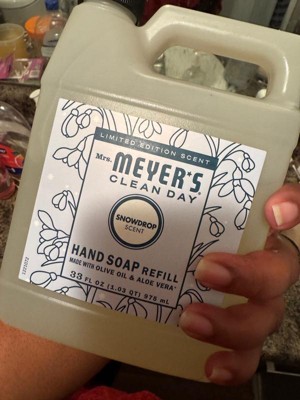 LIMITED EDITION SCENT
Mrs. MEYER'S
CLEAN DAY
SNOWDROP
SCENT
HAND SOAP REFILL
MADE WITH OLIVE OIL & ALOE VERA*
33 FL OZ (1.03 QT) 975 mL